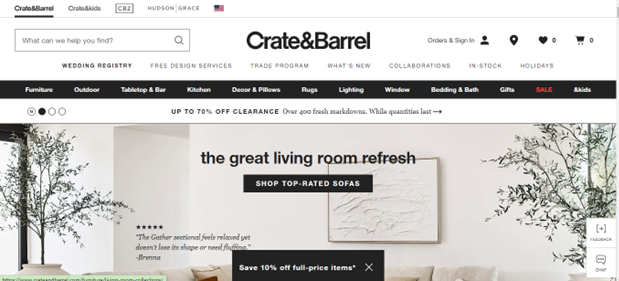 Crate&Barrel Crate&kids CB2 HUDSON|GRACE
What can we help you find?
Crate&Barrel
Orders & Sign In 0 0
WEDDING REGISTRY FREE DESIGN SERVICES TRADE PROGRAM WHAT'S NEW COLLABORATIONS IN-STOCK HOLIDAYS
Furniture Outdoor Tabletop & Bar Kitchen Decor & Pillows Rugs Lighting Window Bedding & Bath Gifts SALE &kids
UP TO 70% OFF CLEARANCE Over 400 fresh markdowns. While quantities last →
the great living room refresh
SHOP TOP-RATED SOFAS
★★★★★
"The Gather sectional feels relaxed yet
doesn't lose its shape or need fluffing."
-Brenna
FEEDBACK
CHAT
Save 10% off full-price items*
https://www.crateandbarrel.com/furniture/living-room-collections/